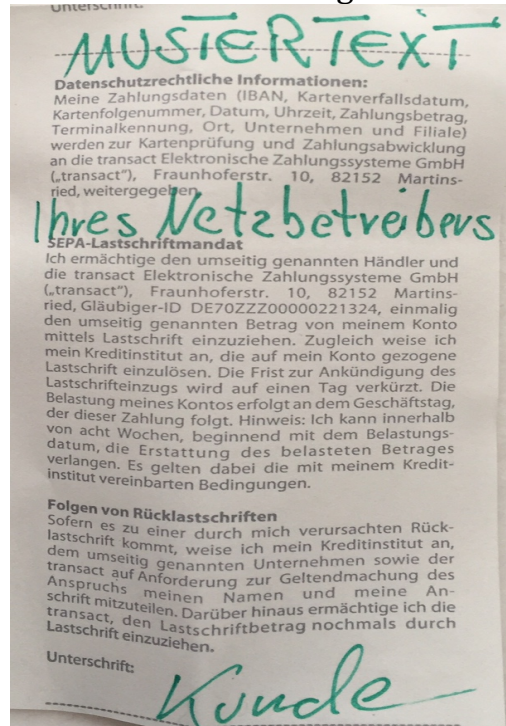 Unterschrift:
MUSTERTEXT
Datenschutzrechtliche Informationen:
Meine Zahlungsdaten (IBAN, Kartenverfallsdatum,
Kartenfolgenummer, Datum, Uhrzeit, Zahlungsbetrag,
Terminalkennung, Ort, Unternehmen und Filiale)
werden zur Kartenprüfung und Zahlungsabwicklung
an die transact Elektronische Zahlungssysteme GmbH
(„transact“), Fraunhoferstr. 10, 82152 Martins-
ried, weitergegeben.
Ihres Netzbetreibers
SEPA-Lastschriftmandat
Ich ermächtige den umseitig genannten Händler und
die transact Elektronische Zahlungssysteme GmbH
(„transact“), Fraunhoferstr. 10, 82152 Martins-
ried, Gläubiger-ID DE70ZZZ00000221324, einmalig
den umseitig genannten Betrag von meinem Konto
mittels Lastschrift einzuziehen. Zugleich weise ich
mein Kreditinstitut an, die auf mein Konto gezogene
Lastschrift einzulösen. Die Frist zur Ankündigung des
Lastschrifteinzugs wird auf einen Tag verkürzt. Die
Belastung meines Kontos erfolgt an dem Geschäftstag,
der dieser Zahlung folgt. Hinweis: Ich kann innerhalb
von acht Wochen, beginnend mit dem Belastungs-
datum, die Erstattung des belasteten Betrages
verlangen. Es gelten dabei die mit meinem Kredit-
institut vereinbarten Bedingungen.
Folgen von Rücklastschriften
Sofern es zu einer durch mich verursachten Rück-
lastschrift kommt, weise ich mein Kreditinstitut an,
dem umseitig genannten Unternehmen sowie der
transact auf Anforderung zur Geltendmachung des
Anspruchs meinen Namen und meine An-
schrift mitzuteilen. Darüber hinaus ermächtige ich die
transact, den Lastschriftbetrag nochmals durch
Lastschrift einzuziehen.
Unterschrift:
Kunde